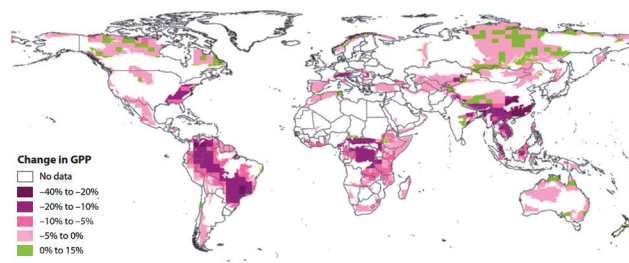 Change in GPP
No data
–40% to –20%
–20% to –10%
–10% to –5%
–5% to 0%
0% to 15%